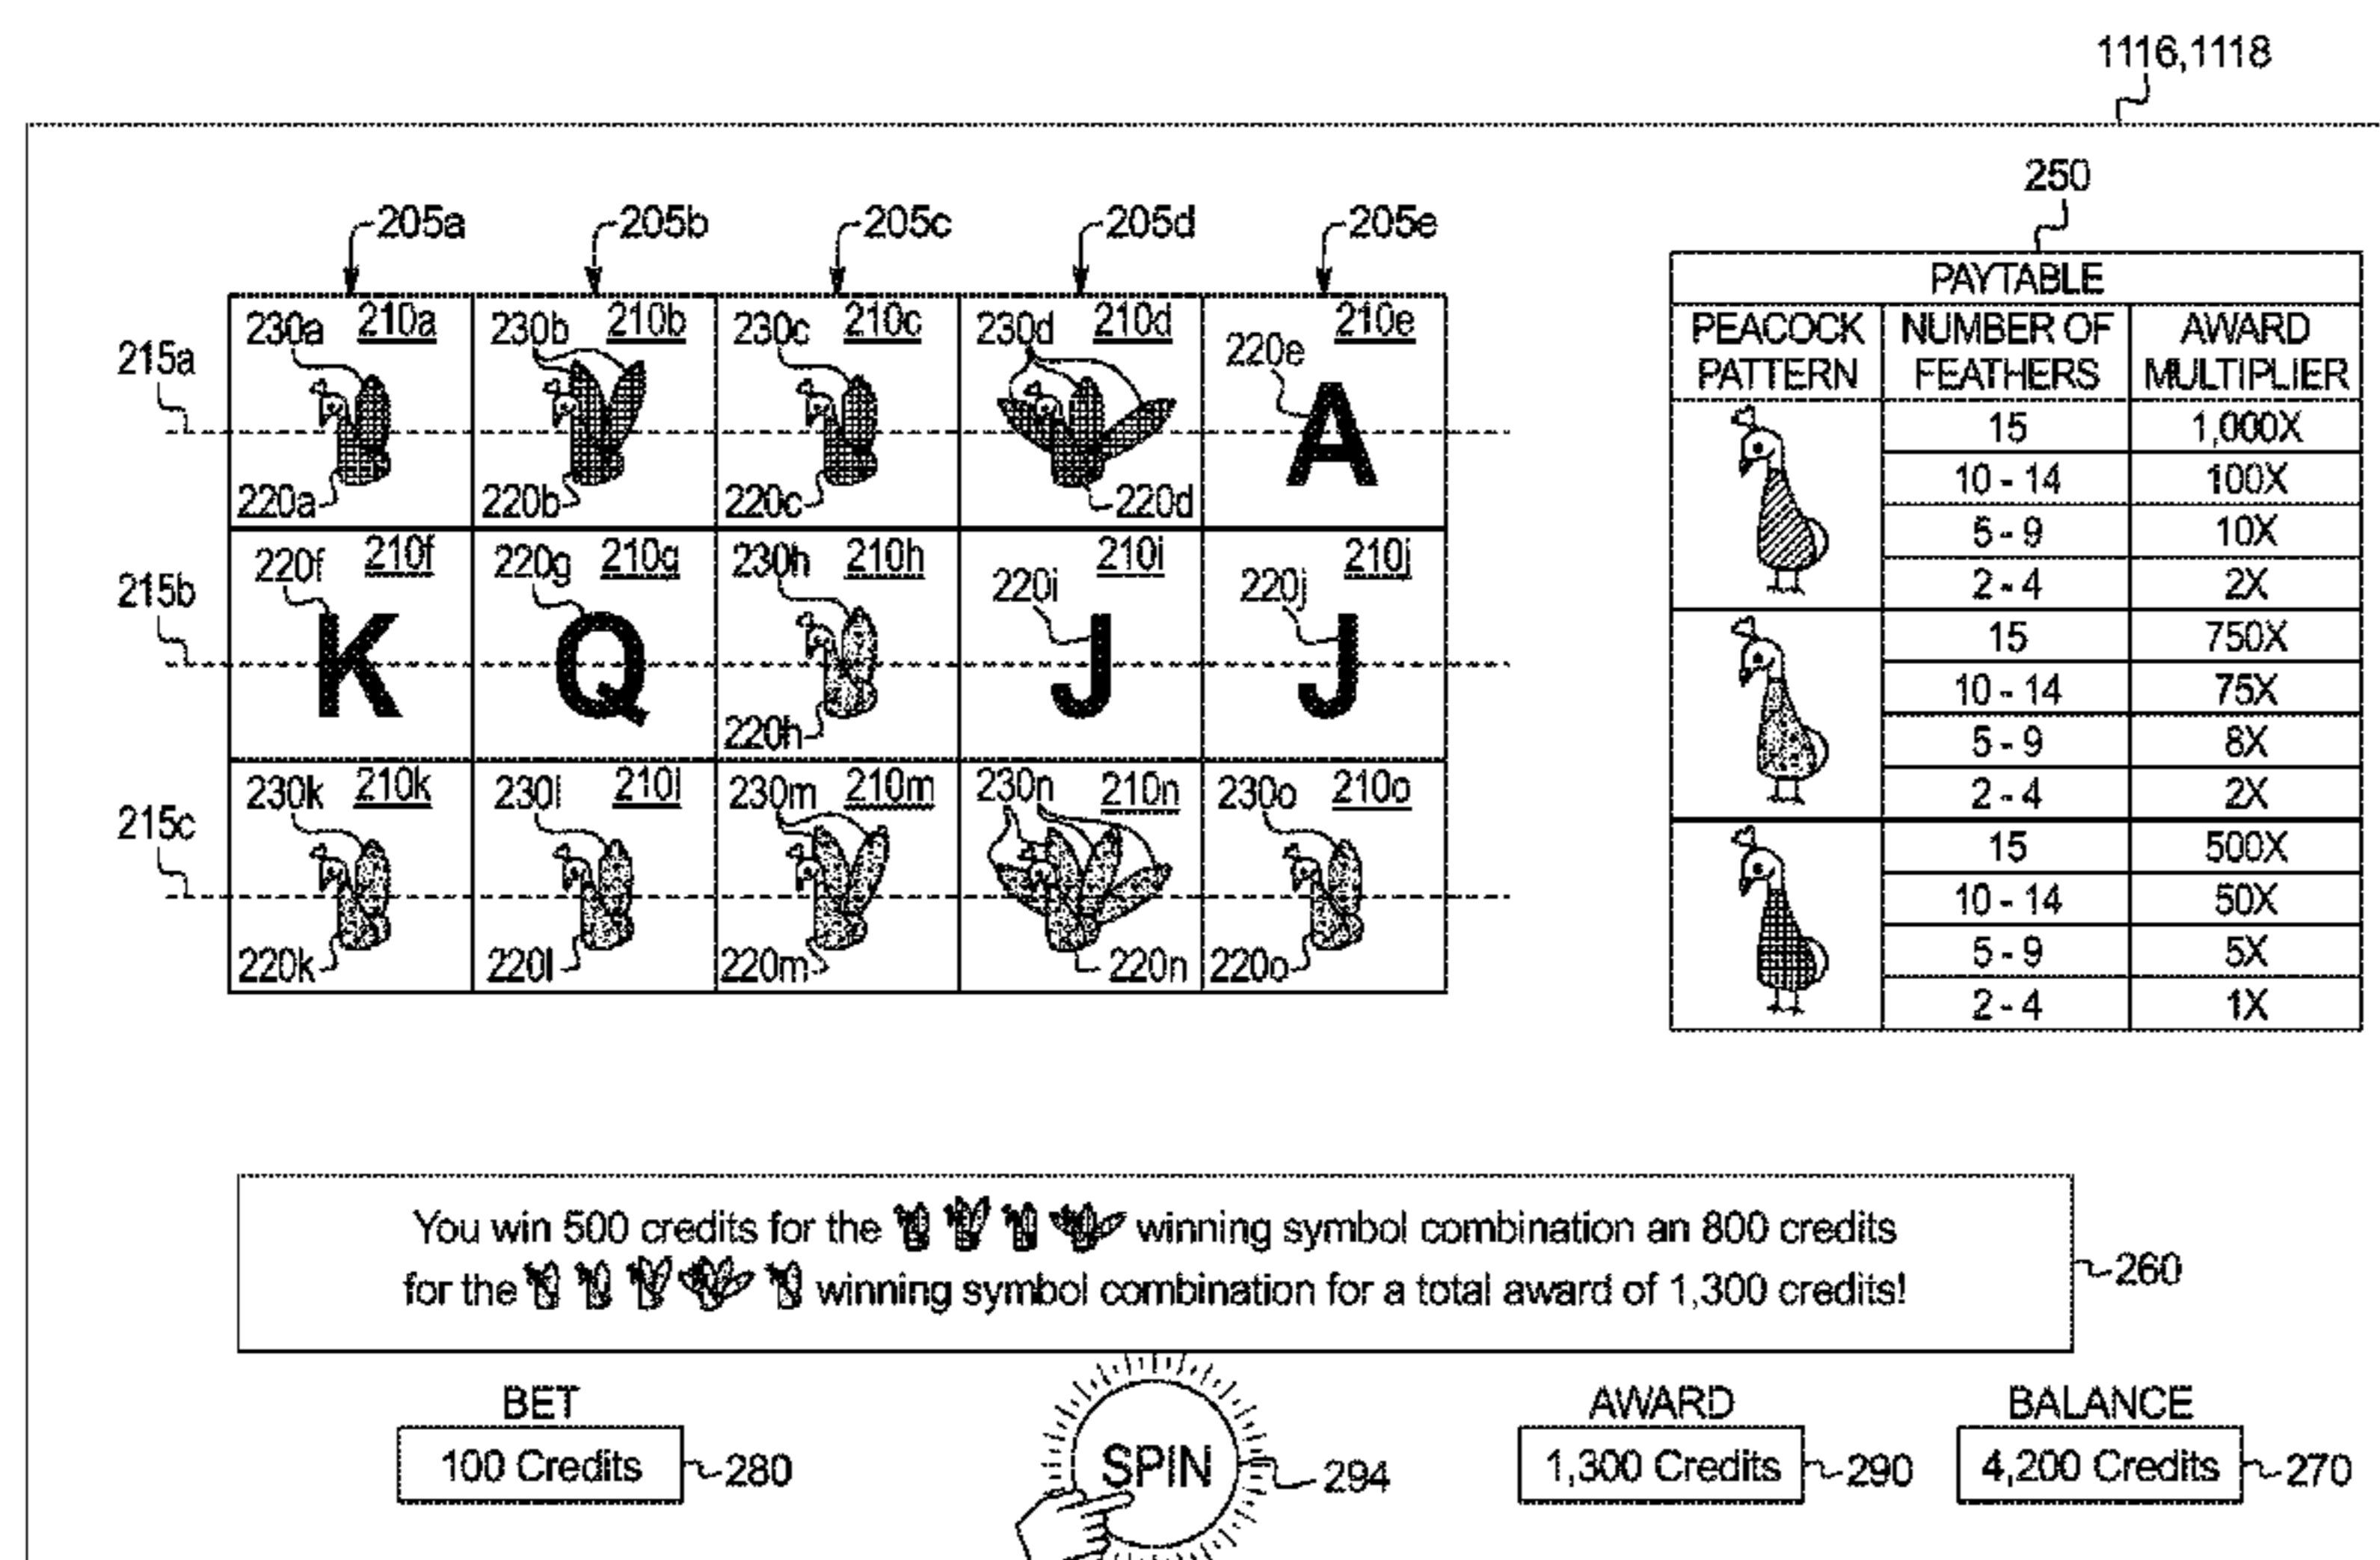 1116,1118
250
205a 205b 205c 205d 205e
PAYTABLE
PEACOCK PATTERN NUMBER OF FEATHERS AWARD MULTIPLIER
15 1,000X
10 - 14 100X
5 - 9 10X
2 - 4 2X
15 750X
10 - 14 75X
5 - 9 8X
2 - 4 2X
15 500X
10 - 14 50X
5 - 9 5X
2 - 4 1X
230a 210a 230b 210b 230c 210c 230d 210d 210e
215a 220e
A
220a 220b 220c 220d
220f 210f 220g 210g 230h 210h 210i 210j
215b 220i 220j
K Q J J
220h
230k 210k 230l 210l 230m 210m 230n 210n 230o 210o
215c
220k 220l 220m 220n 220o
You win 500 credits for the winning symbol combination an 800 credits
for the winning symbol combination for a total award of 1,300 credits!
260
BET AWARD BALANCE
100 Credits 280 SPIN 294 1,300 Credits 290 4,200 Credits 270